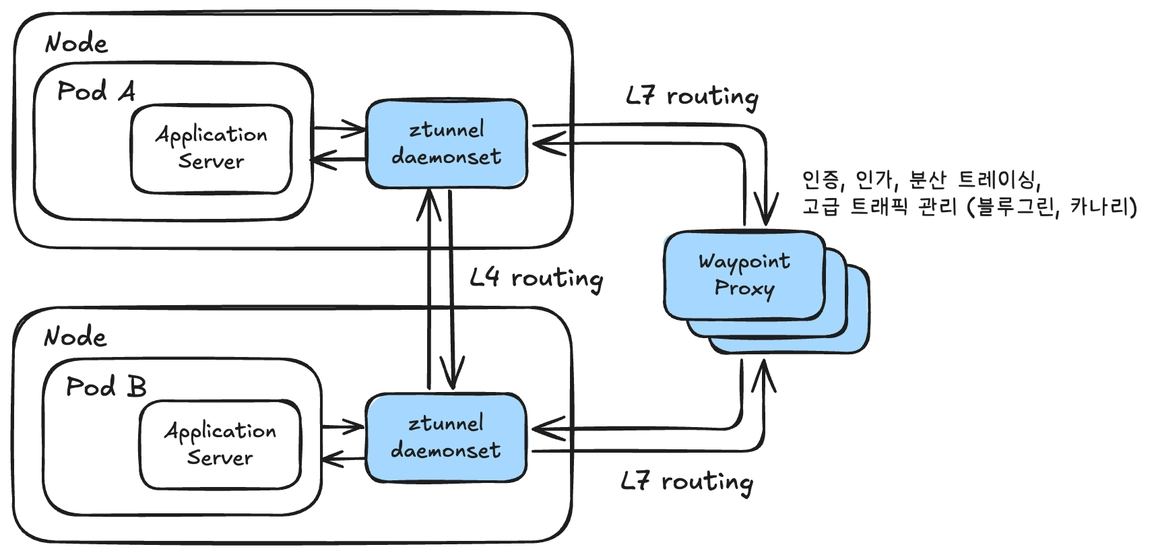 Node
Pod A
Application
Server
ztunnel
daemonset
L7 routing
인증, 인가, 분산 트레이싱,
고급 트래픽 관리 (블루그린, 카나리)
Waypoint
Proxy
L4 routing
Node
Pod B
Application
Server
ztunnel
daemonset
L7 routing